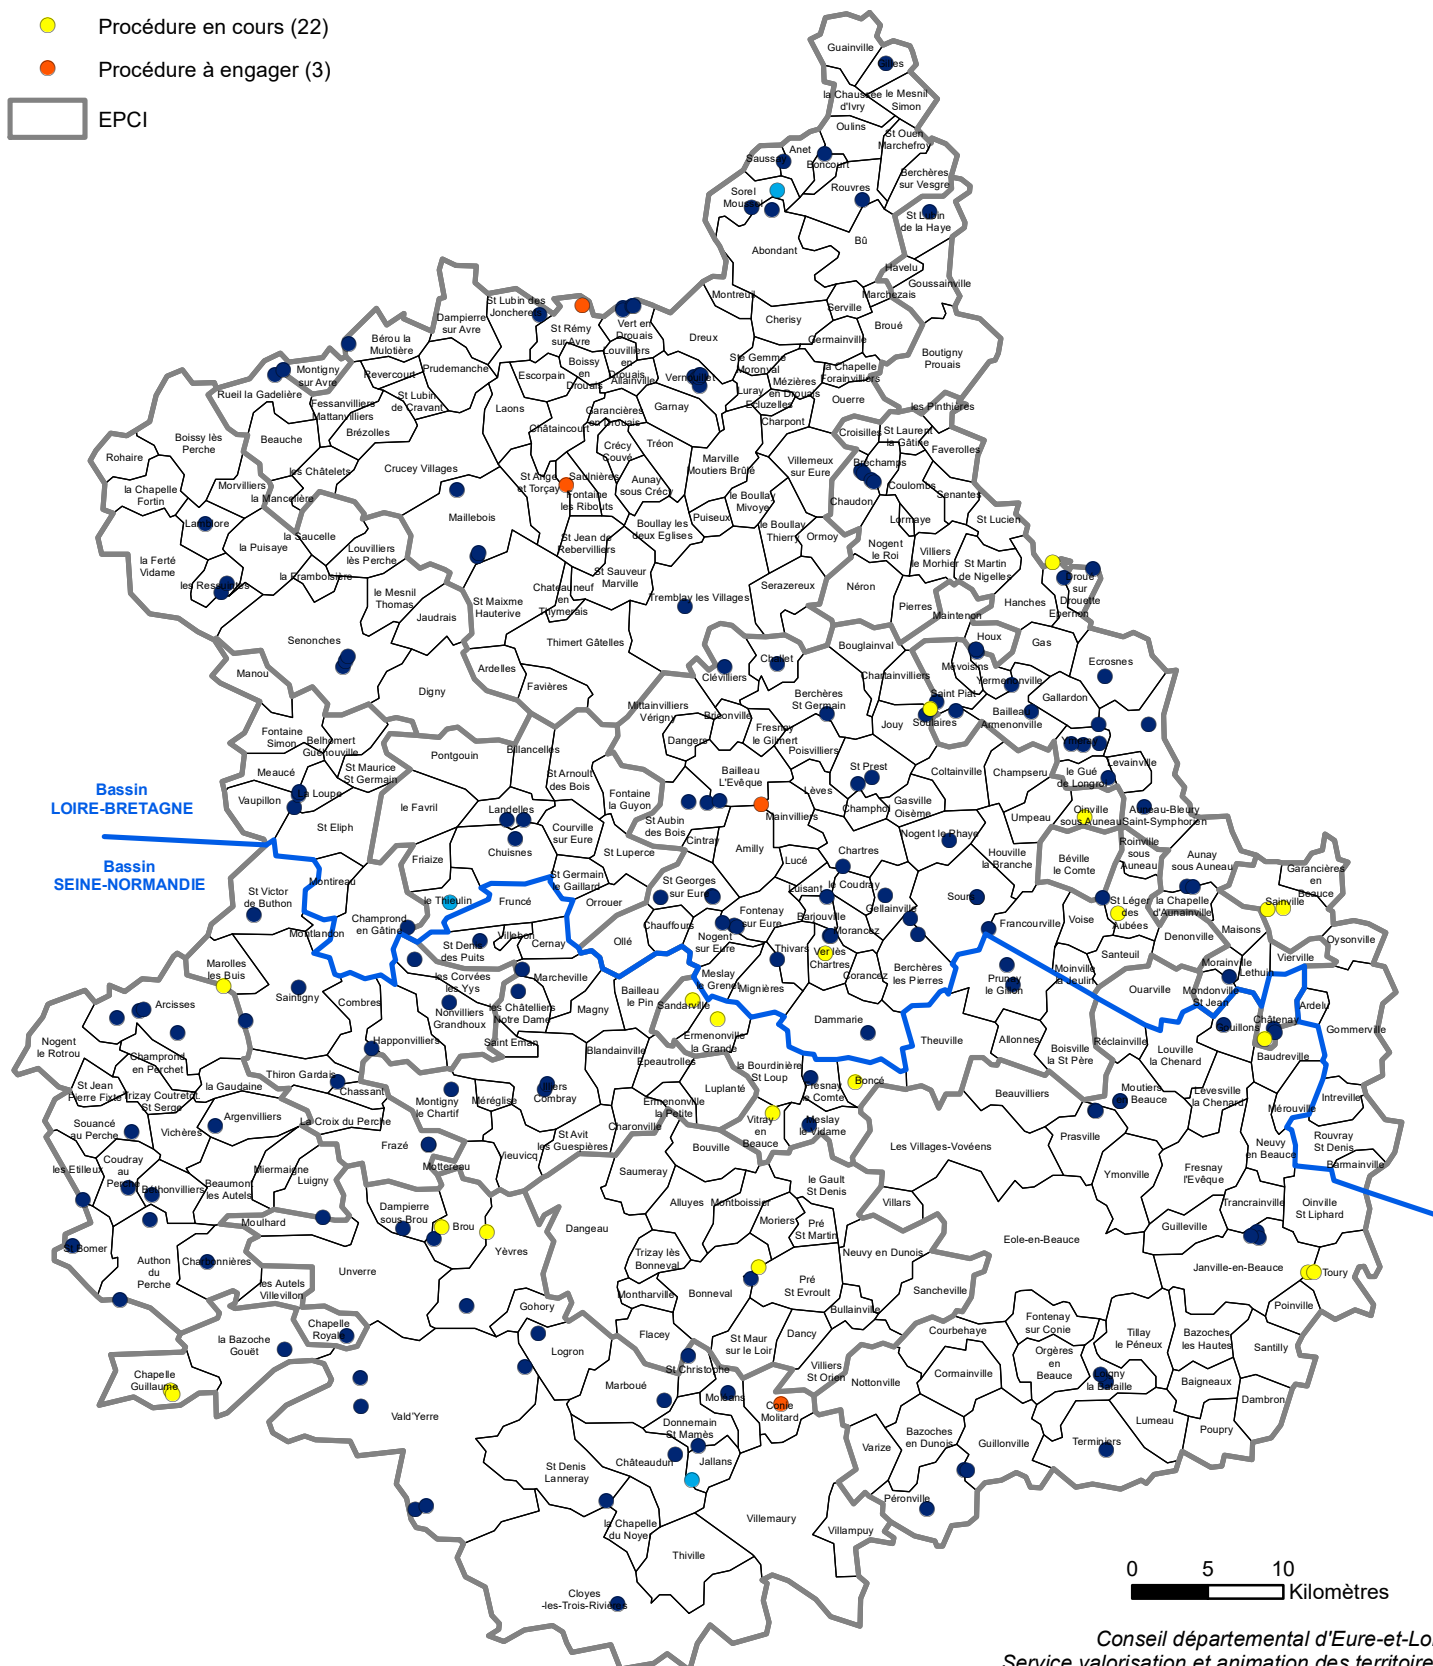 Procédure en cours (22)
Procédure à engager (3)
EPCI
Guainville
Gilles
la Chaussée
d'Ivry
le Mesnil
Simon
Oulins
St Ouen
Marchefroy
Anet
Saussay
Boncourt
Berchères
sur Vesgre
Rouvres
Sorel
Moussel
St Lubin
de la Haye
Bû
Abondant
Havelu
Goussainville
Marchezais
Montreuil
Serville
Cherisy
Broué
Germainville
Boutigny
Prouais
St Lubin des
Joncherets
Dampierre
sur Avre
St Rémy
sur Avre
Vert en
Drouais
Dreux
Louvilliers
en
Drouais
Bérou la
Mulotière
Prudemanche
Revercourt
Montigny
sur Avre
Escorpain
Boissy
en
Drouais
Allainville
Vernouillet
Ste Gemme
Moronval
Mézières
en Drouais
la Chapelle
Forainvilliers
Luray
Ecluzelles
Ouerre
Rueil la Gadelière
Fessanvilliers
Mattanvilliers
St Lubin
de Cravant
Laons
Garancières
en Drouais
Garnay
Charpont
les Pinthières
Boissy lès
Perche
Beauche
Brézolles
Châtaincourt
Crécy
Couvé
Tréon
Croisilles
St Laurent
la Gâtine
Faverolles
Rohaire
les Châtelets
Crucey Villages
St Ange
et Torçay
Saulnières
Fontaine
les Ribouts
Aunay
sous Crécy
Marville
Moutiers Brûlé
Villemeux
sur Eure
Bréchamps
Coulombs
Senantes
la Chapelle
Fortin
Morvilliers
la Mancelière
Maillebois
Boullay les
deux Eglises
Puiseux
le Boullay
Mivoye
le Boullay
Thierry
Chaudon
Lormaye
St Lucien
Lamblore
la Saucelle
Louvilliers
lès Perche
St Jean de
Rebervilliers
Ormoy
Nogent
le Roi
Villiers
le Morhier
St Martin
de Nigelles
la Ferté
Vidame
la Puisaye
la Framboisière
les Ressuintes
St Sauveur
Marville
Serazereux
Néron
Droue
sur
Drouette
le Mesnil
Thomas
Chateauneuf
en
Thymerais
Tremblay les Villages
Pierres
Maintenon
Hanches
Epernon
Jaudrais
St Maixme
Hauterive
Senonches
Thimert Gâtelles
Bouglainval
Houx
Gas
Ecrosnes
Manou
Digny
Ardelles
Favières
Clévilliers
Challet
Chartainvilliers
Mévoisins
Yermenonville
Saint Piat
Gallardon
Mittainvilliers
Vérigny
Briconville
Berchères
St Germain
Jouy
Soulaires
Bailleau
Armenonville
Fontaine
Simon
Belhomert
Guéhouville
Pontgouin
Billancelles
Dangers
Fresnay
le Gilmert
Poisvilliers
Ymeray
Meaucé
St Maurice
St Germain
St Arnoult
des Bois
Bailleau
L'Evêque
St Prest
Coltainville
Champseru
le Gué
de Longroi
Levainville
Vaupillon
La Loupe
le Favril
Landelles
Fontaine
la Guyon
Lèves
Champhol
Gasville
Oisème
Bassin
LOIRE-BRETAGNE
Bassin
SEINE-NORMANDIE
St Eliph
Courville
sur Eure
St Aubin
des Bois
Mainvilliers
Umpeau
Oinville
sous Auneau
Auneau-Bleury
Saint-Symphorien
Friaize
Chuisnes
St Luperce
Cintray
Amilly
Lucé
Chartres
Nogent le Phaye
Houville
la Branche
Béville
le Comte
Roinville
sous
Auneau
Aunay
sous Auneau
Garancières
en
Beauce
Montireau
St Germain
le Gaillard
St Georges
sur Eure
Luisant
le Coudray
Sours
St Victor
de Buthon
Champrond
en Gâtine
le Thieulin
Fruncé
Orrouer
Chauffours
Fontenay
sur Eure
Barjouville
Morancez
Gellainville
Francourville
Voise
St Léger
des
Aubées
la Chapelle
d'Aunainville
Sainville
Montlandon
St Denis
des Puits
Villebon
Cernay
Ollé
Nogent
sur Eure
Thivars
Ver lès
Chartres
Corancez
Santeuil
Denonville
Maisons
Oysonville
Vierville
Marolles
les Buis
Saintigny
les Corvées
les Yys
Marcheville
Meslay
le Grenet
Mignières
Berchères
les Pierres
Prunay
le Gillon
Moinville
la Jeulin
Morainville
Lethuin
Arcisses
Combres
Nonvilliers
Grandhoux
les Châtelliers
Notre Dame
Magny
Bailleau
le Pin
Sandarville
Dammarie
Ouarville
Mondonville
St Jean
Ardelu
Nogent
le Rotrou
Happonvilliers
Saint Eman
Blandainville
Epeautrolles
Ermenonville
la Grande
Theuville
Allonnes
Boisville
la St Père
Réclainville
Gouillons
Châtenay
Gommerville
Champrond
en Perchet
Louville
la Chenard
Baudreville
St Jean
Pierre Fixte
Trizay Coutretot
St Serge
la Gaudaine
Thiron Gardais
Chassant
Montigny
le Chartif
Méréglise
Illiers
Combray
Ermenonville
la Petite
Luplanté
la Bourdinière
St Loup
Fresnay
le Comte
Boncé
Beauvilliers
Moutiers
en Beauce
Levesville
la Chenard
Mérouville
Intréville
Souancé
au Perche
Vichères
Argenvilliers
La Croix du Perche
Charonville
Vitray
en
Beauce
Meslay
le Vidame
Prasville
Rouvray
St Denis
Frazé
St Avit
les Guespières
Bouville
Les Villages-Vovéens
Neuvy
en Beauce
Barmainville
les Etilleux
Coudray
au
Perche
Béthonvilliers
Beaumont
les Autels
Miermaigne
Luigny
Mottereau
Vieuvicq
Saumeray
Ymonville
Fresnay
l'Evêque
Alluyes
Montboissier
le Gault
St Denis
Villars
Trancrainville
Oinville
St Liphard
Moulhard
Dampierre
sous Brou
Brou
Yèvres
Dangeau
Moriers
Pré
St Martin
Guilleville
St Bomer
Authon
du
Perche
Charbonnières
Unverre
Trizay lès
Bonneval
Neuvy en Dunois
Eole-en-Beauce
Janville-en-Beauce
Toury
les Autels
Villevillon
Montharville
Bonneval
Pré
St Evroult
Sancheville
Poinville
Gohory
Bullainville
Chapelle
Royale
Flacey
St Maur
sur le Loir
Dancy
Courbehaye
Fontenay
sur Conie
Tillay
le Péneux
Bazoches
les Hautes
Santilly
la Bazoche
Gouët
Logron
St Christophe
Villiers
St Orien
Nottonville
Cormainville
Orgères
en
Beauce
Loigny
la Bataille
Baigneaux
Chapelle
Guillaume
Marboué
Moléans
Conie
Molitard
Dambron
Vald'Yerre
Donnemain
St Mamès
Bazoches
en Dunois
Guillonville
Lumeau
Poupry
Varize
Terminiers
St Denis
Lanneray
Châteaudun
Jallans
Péronville
la Chapelle
du Noyer
Villemaury
Villampuy
Thiville
Cloyes
-les-Trois-Rivières
0 5 10
Kilomètres
Conseil départemental d'Eure-et-Lo
Service valorisation et animation des territoire